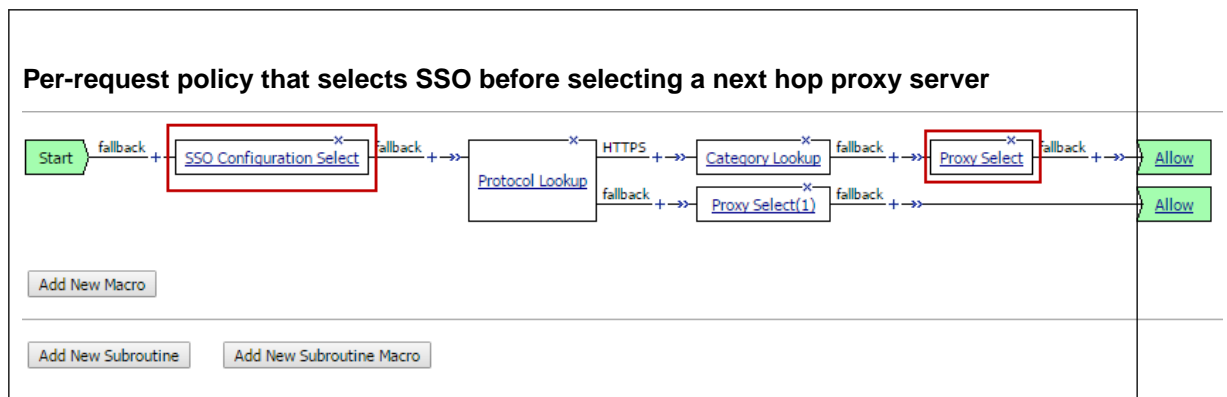 Per-request policy that selects SSO before selecting a next hop proxy server
Start fallback + SSO Configuration Select × fallback + Protocol Lookup × HTTPS + Category Lookup × fallback + Proxy Select × fallback + Allow
fallback + Proxy Select(1) × fallback + Allow
Add New Macro
Add New Subroutine Add New Subroutine Macro